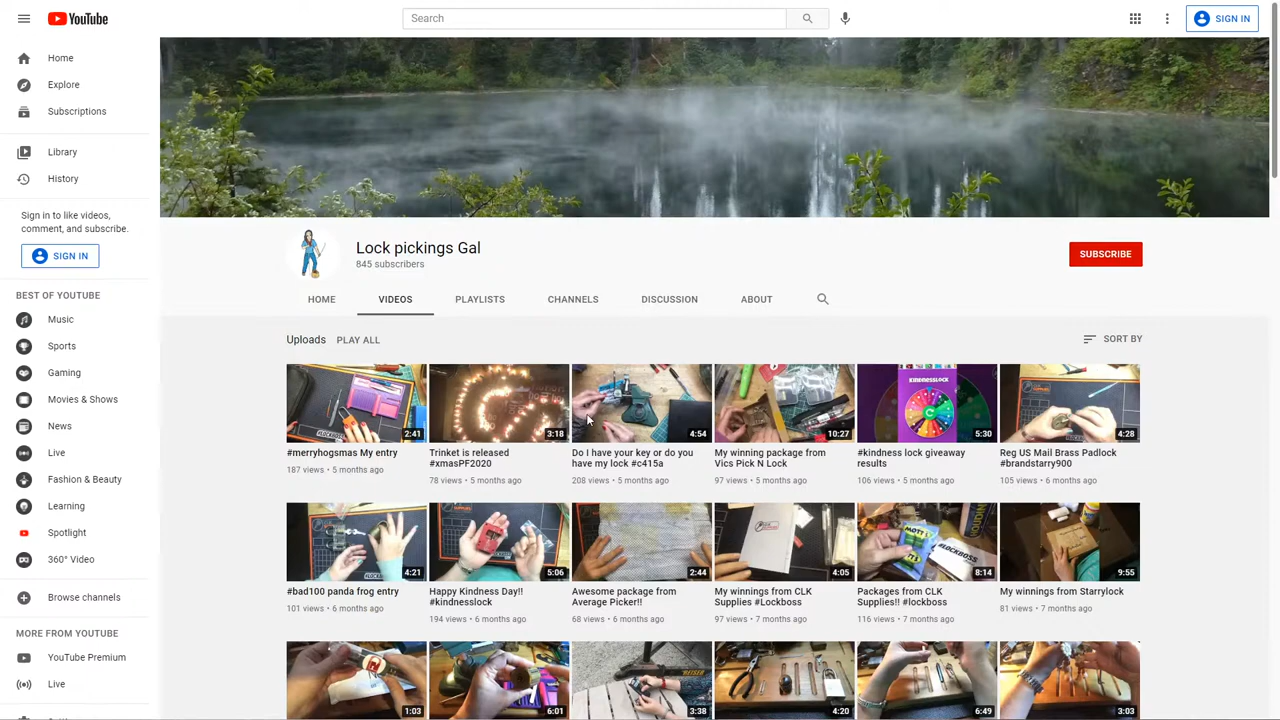 YouTube
Search
SIGN IN
Home
Explore
Subscriptions
Library
History
Sign in to like videos,
comment, and subscribe.
SIGN IN
BEST OF YOUTUBE
Music
Sports
Gaming
Movies & Shows
News
Live
Fashion & Beauty
Learning
Spotlight
360° Video
Browse channels
MORE FROM YOUTUBE
YouTube Premium
Live
Lock pickings Gal
845 subscribers
SUBSCRIBE
HOME
VIDEOS
PLAYLISTS
CHANNELS
DISCUSSION
ABOUT
Uploads
PLAY ALL
SORT BY
2:41
#merryhogsmas My entry
187 views • 5 months ago
3:18
Trinket is released
#xmasPF2020
78 views • 5 months ago
4:54
Do I have your key or do you
have my lock #c415a
208 views • 5 months ago
10:27
My winning package from
Vics Pick N Lock
97 views • 5 months ago
KINDNESSLOCK
5:30
#kindness lock giveaway
results
106 views • 5 months ago
4:28
Reg US Mail Brass Padlock
#brandstarry900
105 views • 6 months ago
4:21
#bad100 panda frog entry
101 views • 6 months ago
5:06
Happy Kindness Day!!
#kindnesslock
194 views • 6 months ago
2:44
Awesome package from
Average Picker!!
68 views • 6 months ago
4:05
My winnings from CLK
Supplies #Lockboss
97 views • 7 months ago
MOTT'S
LOCKBOSS
8:14
Packages from CLK
Supplies!! #lockboss
116 views • 7 months ago
9:55
My winnings from Starrylock
81 views • 7 months ago
1:03
6:01
3:38
4:20
6:49
3:03